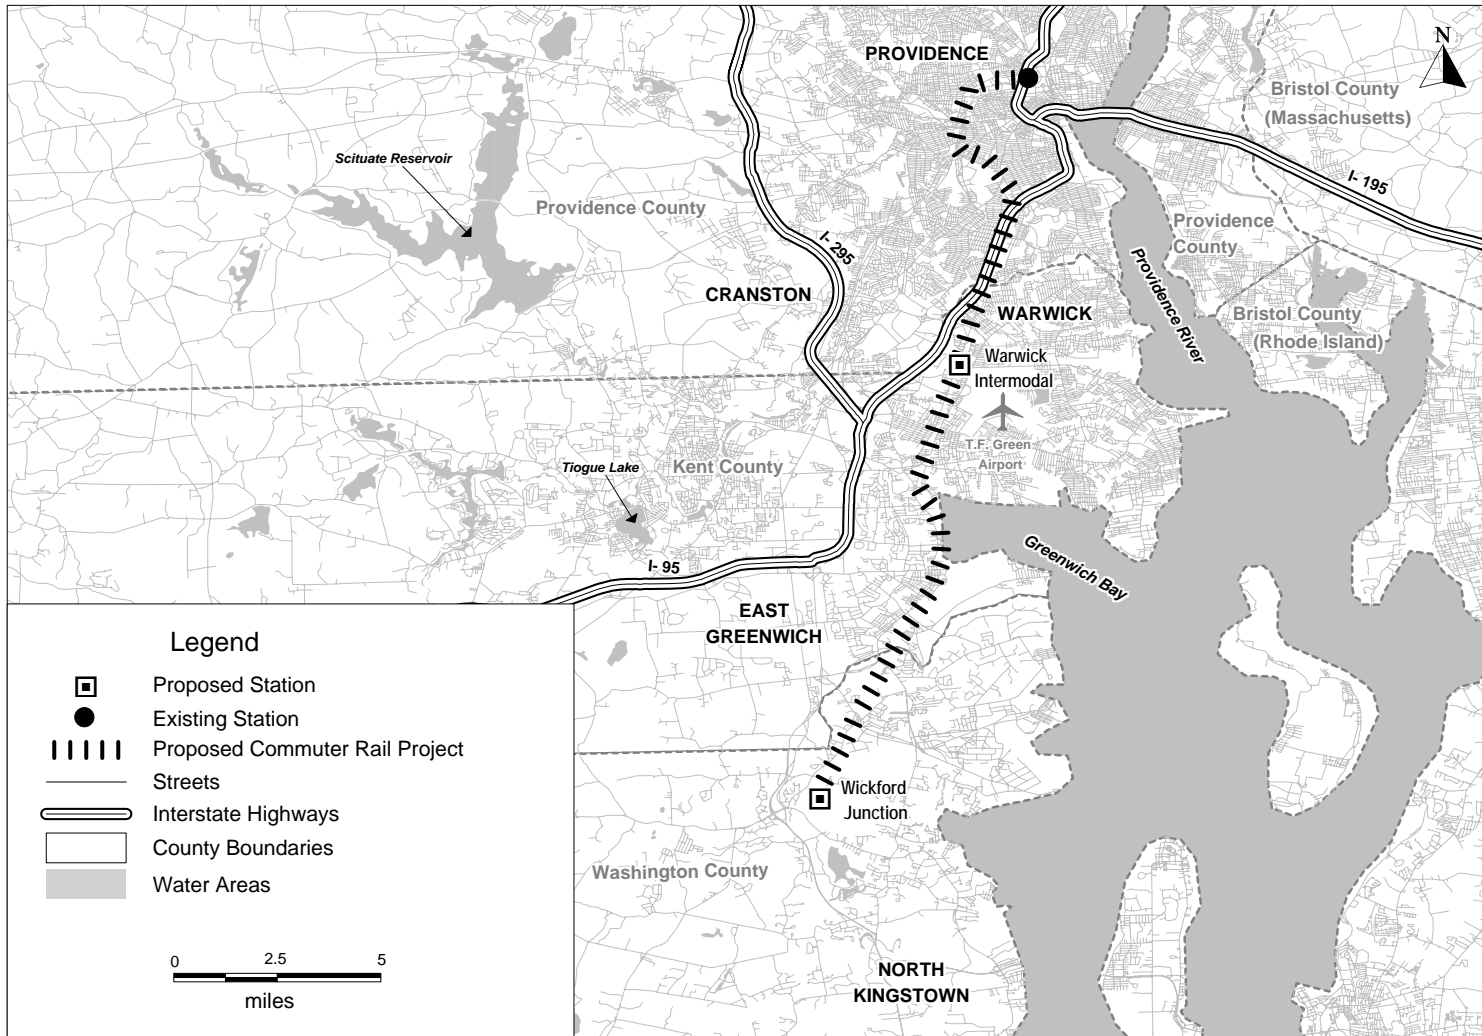 PROVIDENCE
N
Bristol County
(Massachusetts)
Scituate Reservoir
I- 195
Providence County
Providence
County
I- 295
Providence River
CRANSTON
WARWICK
Bristol County
(Rhode Island)
Warwick
Intermodal
T.F. Green
Airport
Tiogue Lake
Kent County
Greenwich Bay
I- 95
EAST
GREENWICH
Legend
Proposed Station
Existing Station
Proposed Commuter Rail Project
Streets
Interstate Highways
County Boundaries
Water Areas
0 2.5 5
miles
Wickford
Junction
Washington County
NORTH
KINGSTOWN